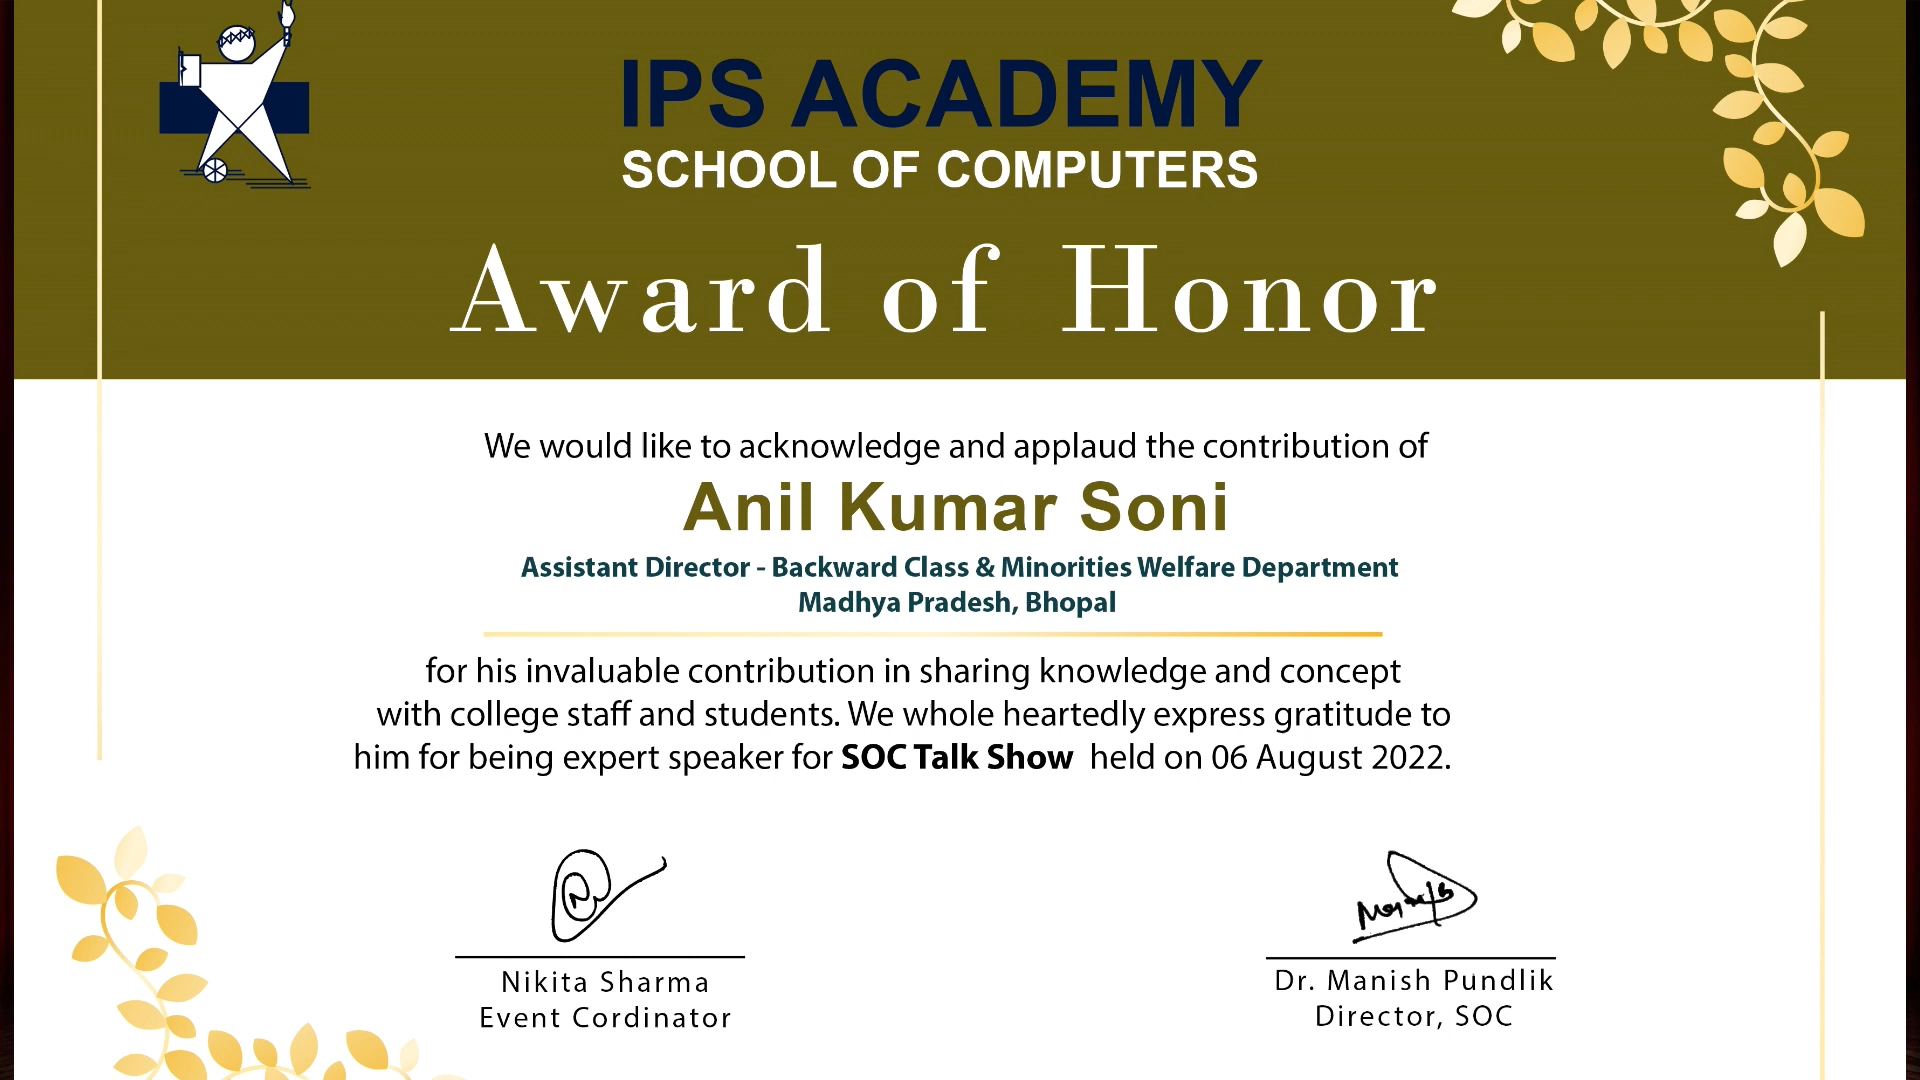 IPS ACADEMY
SCHOOL OF COMPUTERS
Award of Honor
We would like to acknowledge and applaud the contribution of
Anil Kumar Soni
Assistant Director - Backward Class & Minorities Welfare Department
Madhya Pradesh, Bhopal
for his invaluable contribution in sharing knowledge and concept
with college staff and students. We whole heartedly express gratitude to
him for being expert speaker for SOC Talk Show held on 06 August 2022.
Nikita Sharma
Event Cordinator
Dr. Manish Pundlik
Director, SOC